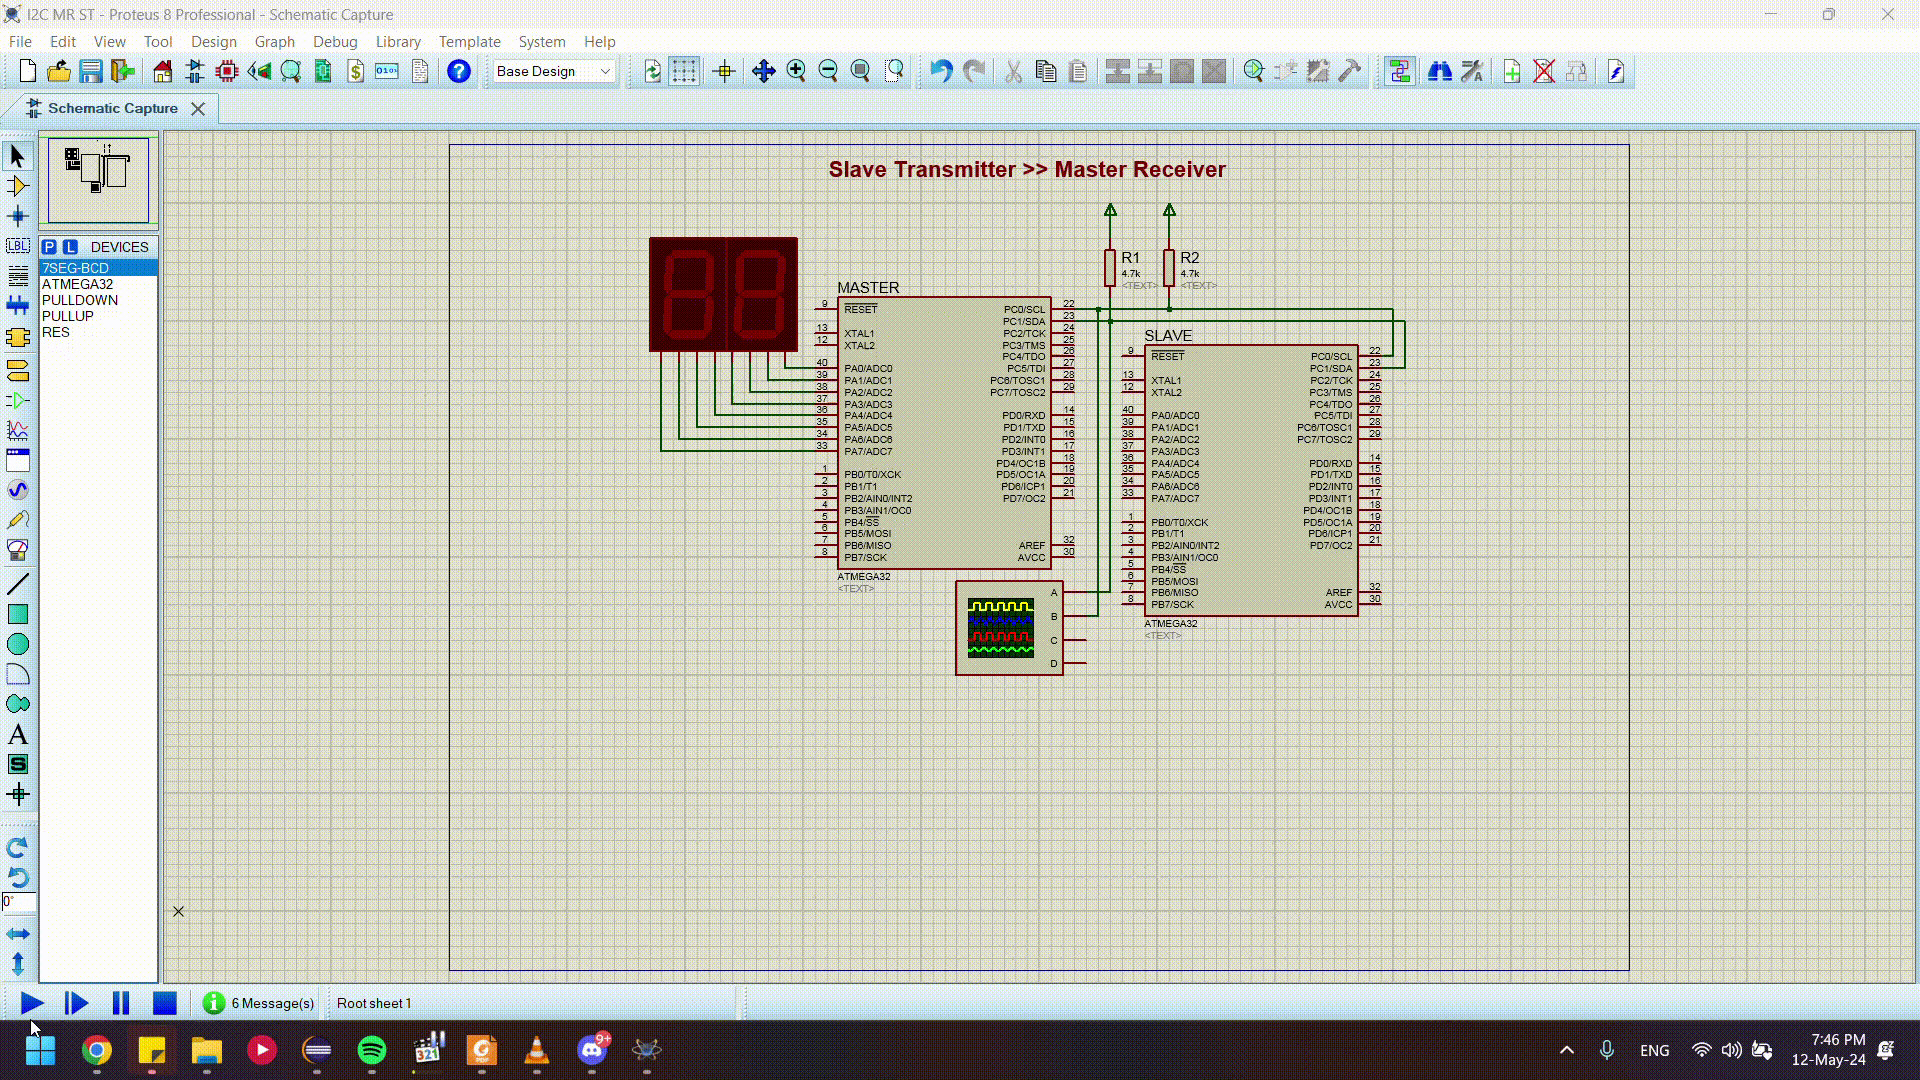 I2C MR ST - Proteus 8 Professional - Schematic Capture
File Edit View Tool Design Graph Debug Library Template System Help
Base Design
Schematic Capture
P L DEVICES
7SEG-BCD
ATMEGA32
PULLDOWN
PULLUP
RES
LBL
A
S
0°
Slave Transmitter >> Master Receiver
R1
4.7k
<TEXT>
R2
4.7k
<TEXT>
MASTER
9 RESET PC0/SCL 22
PC1/SDA 23
13 XTAL1 PC2/TCK 24
12 XTAL2 PC3/TMS 25
PC4/TDO 26
40 PA0/ADC0 PC5/TDI 27
39 PA1/ADC1 PC6/TOSC1 28
38 PA2/ADC2 PC7/TOSC2 29
37 PA3/ADC3
36 PA4/ADC4 PD0/RXD 14
35 PA5/ADC5 PD1/TXD 15
34 PA6/ADC6 PD2/INT0 16
33 PA7/ADC7 PD3/INT1 17
PD4/OC1B 18
1 PB0/T0/XCK PD5/OC1A 19
2 PB1/T1 PD6/ICP1 20
3 PB2/AIN0/INT2 PD7/OC2 21
4 PB3/AIN1/OC0
5 PB4/SS
6 PB5/MOSI
7 PB6/MISO AREF 32
8 PB7/SCK AVCC 30
ATMEGA32
<TEXT>
SLAVE
9 RESET PC0/SCL 22
PC1/SDA 23
13 XTAL1 PC2/TCK 24
12 XTAL2 PC3/TMS 25
PC4/TDO 26
40 PA0/ADC0 PC5/TDI 27
39 PA1/ADC1 PC6/TOSC1 28
38 PA2/ADC2 PC7/TOSC2 29
37 PA3/ADC3
36 PA4/ADC4 PD0/RXD 14
35 PA5/ADC5 PD1/TXD 15
34 PA6/ADC6 PD2/INT0 16
33 PA7/ADC7 PD3/INT1 17
PD4/OC1B 18
1 PB0/T0/XCK PD5/OC1A 19
2 PB1/T1 PD6/ICP1 20
3 PB2/AIN0/INT2 PD7/OC2 21
4 PB3/AIN1/OC0
5 PB4/SS
6 PB5/MOSI
7 PB6/MISO AREF 32
8 PB7/SCK AVCC 30
ATMEGA32
<TEXT>
A
B
C
D
6 Message(s) Root sheet 1
321
PDF
9+
ENG
7:46 PM
12-May-24